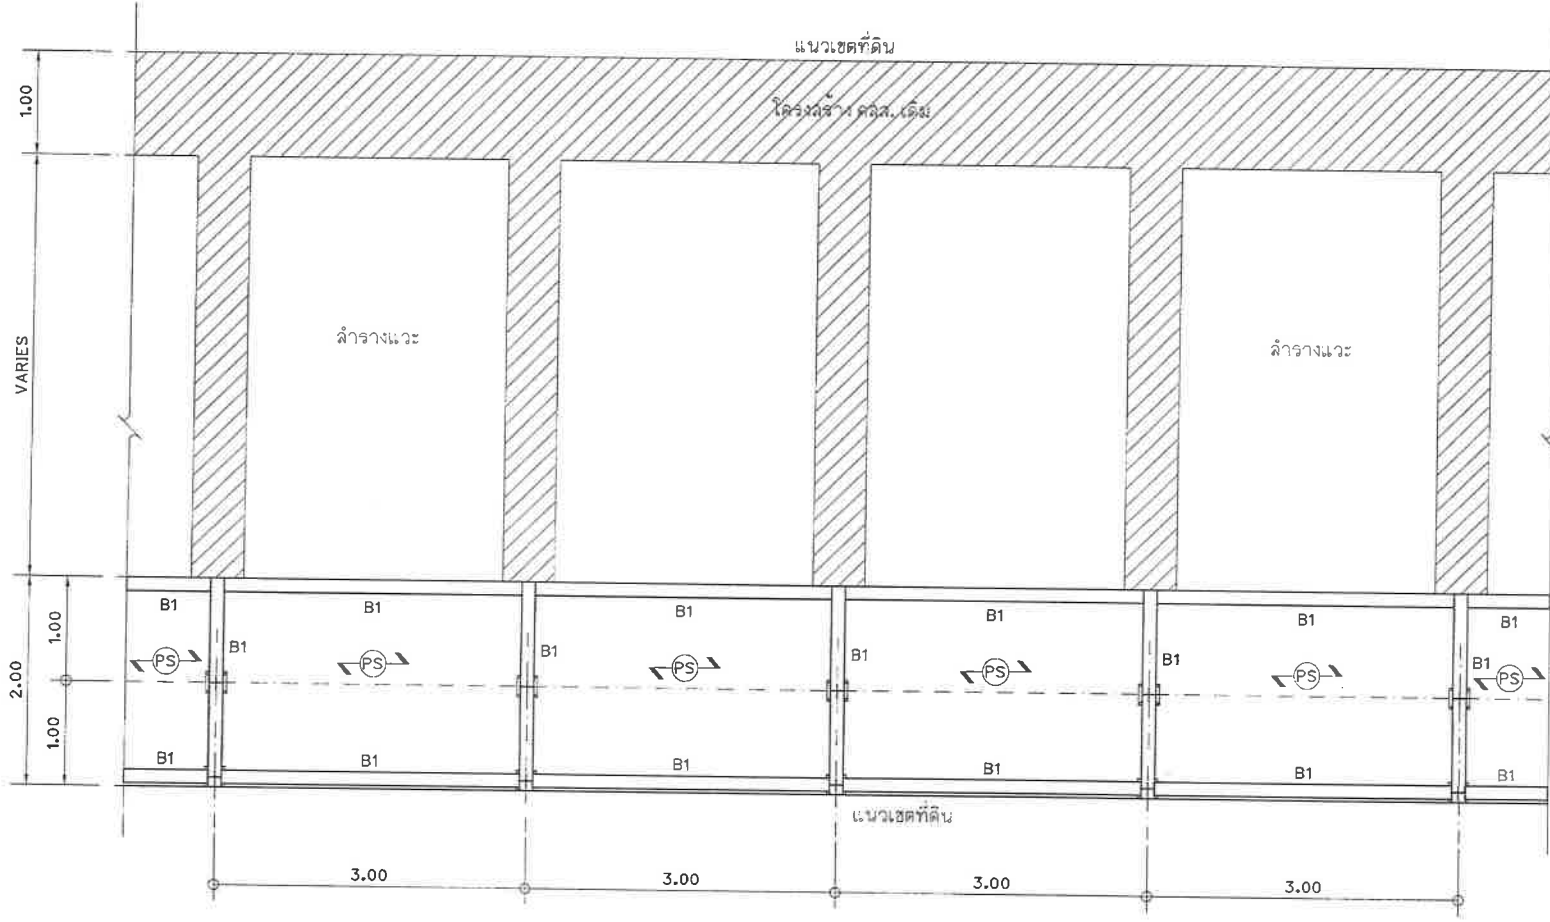 แนวเขตที่ดิน
1.00
โครงสร้าง คสล. เดิม
VARIES
ลำรางแวะ
ลำรางแวะ
B1 B1 B1 B1 B1 B1
1.00
B1 B1 B1 B1 B1
PS PS PS PS PS PS
2.00
1.00
B1 B1 B1 B1 B1 B1
แนวเขตที่ดิน
3.00 3.00 3.00 3.00